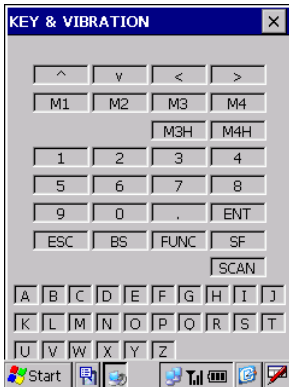 KEY & VIBRATION
^ v < >
M1 M2 M3 M4
M3H M4H
1 2 3 4
5 6 7 8
9 0 . ENT
ESC BS FUNC SF
SCAN
A B C D E F G H I J
K L M N O P Q R S T
U V W X Y Z
Start